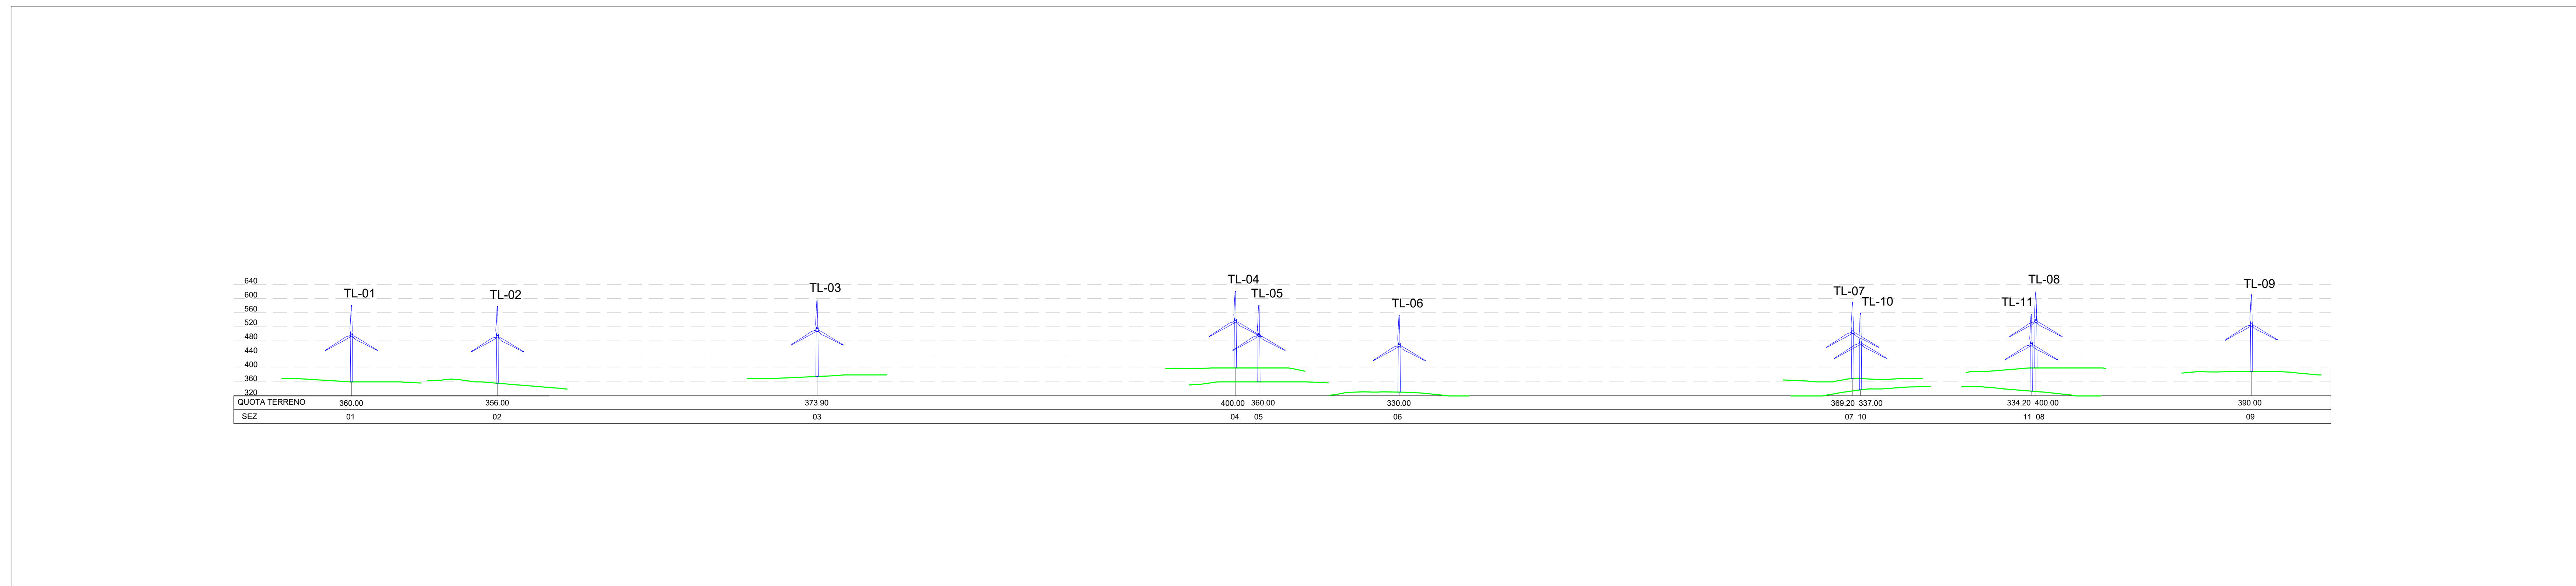 TL-04 TL-08
640
TL-03 TL-09
TL-01 TL-02 TL-05 TL-07
600
TL-06 TL-10 TL-11
560
520
480
440
400
360
320
QUOTA TERRENO 360.00 356.00 373.90 400.00 360.00 330.00 369.20 337.00 334.20 400.00 390.00
SEZ 01 02 03 04 05 06 07 10 11 08 09